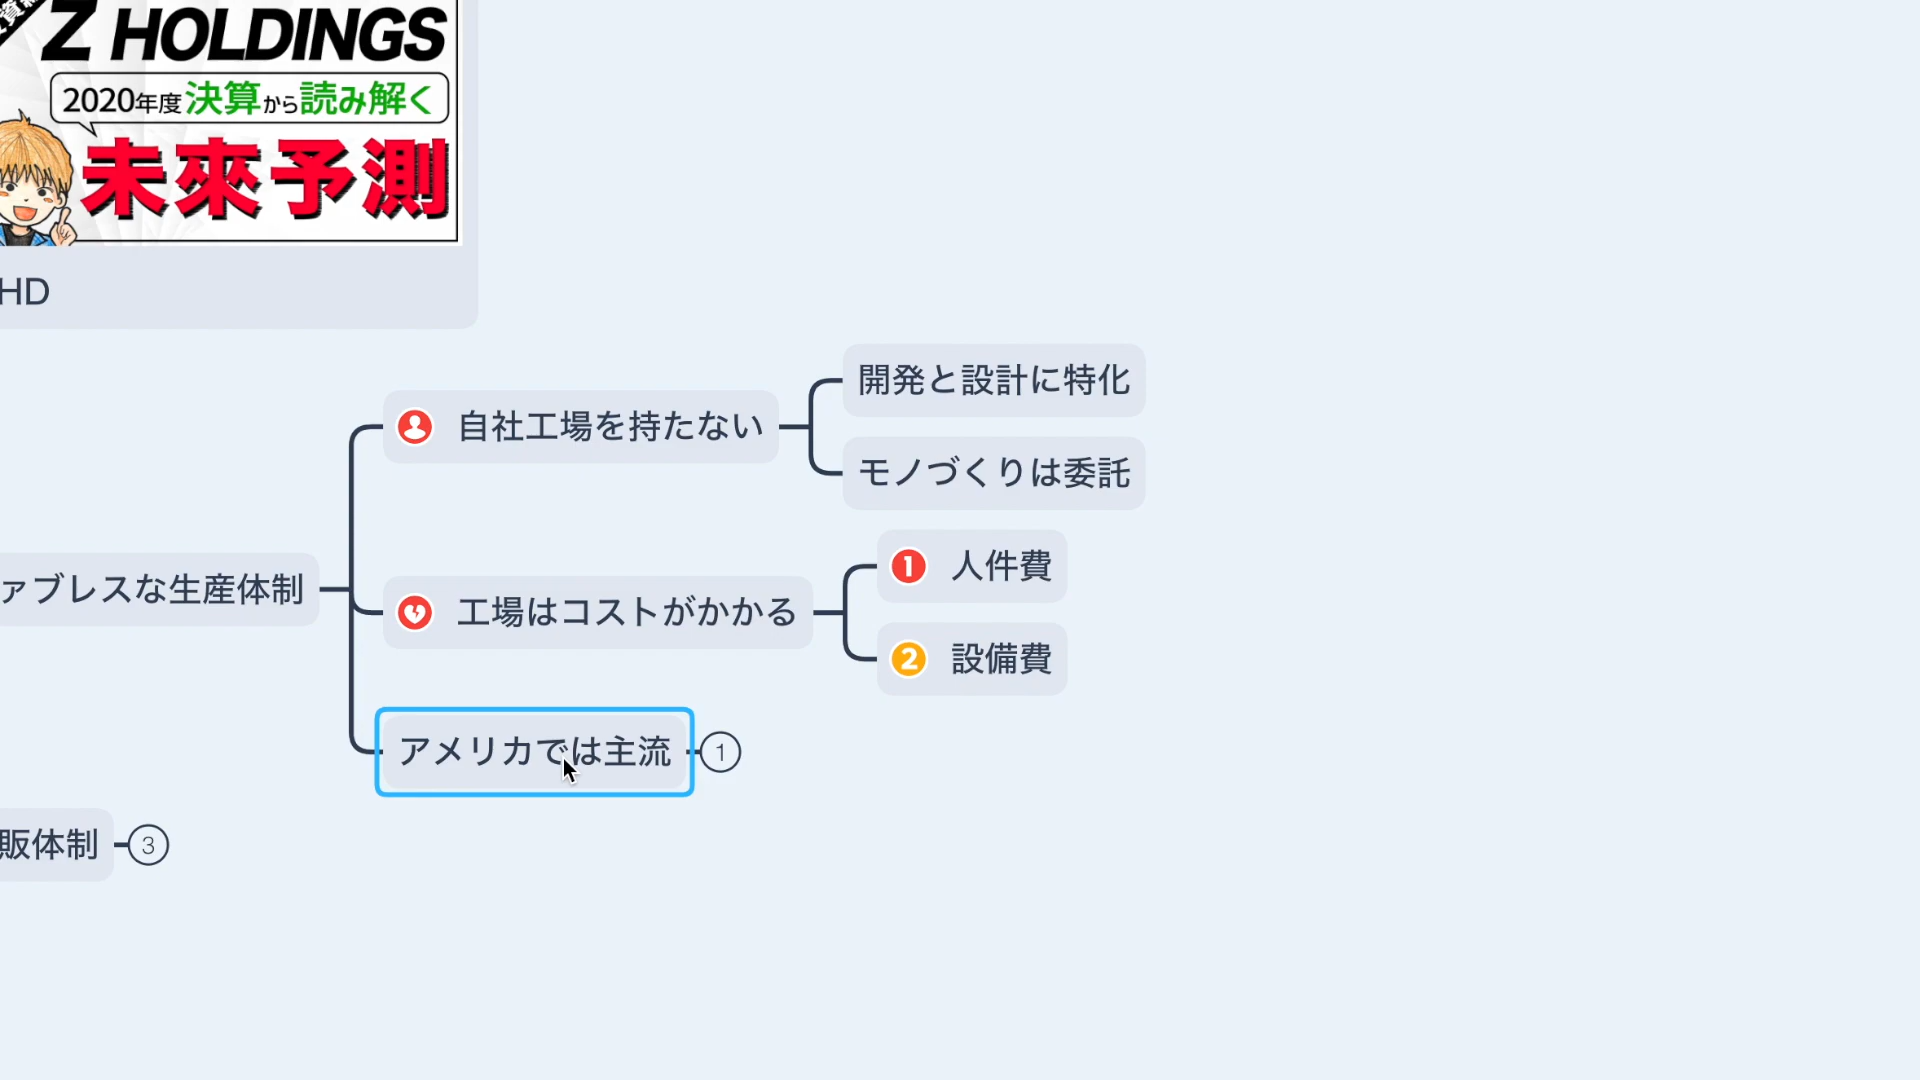 Z HOLDINGS
2020年度決算から読み解く
未來予測
HD
自社工場を持たない
開発と設計に特化
モノづくりは委託
ァブレスな生産体制
工場はコストがかかる
1 人件費
2 設備費
アメリカでは主流
1
販体制
3